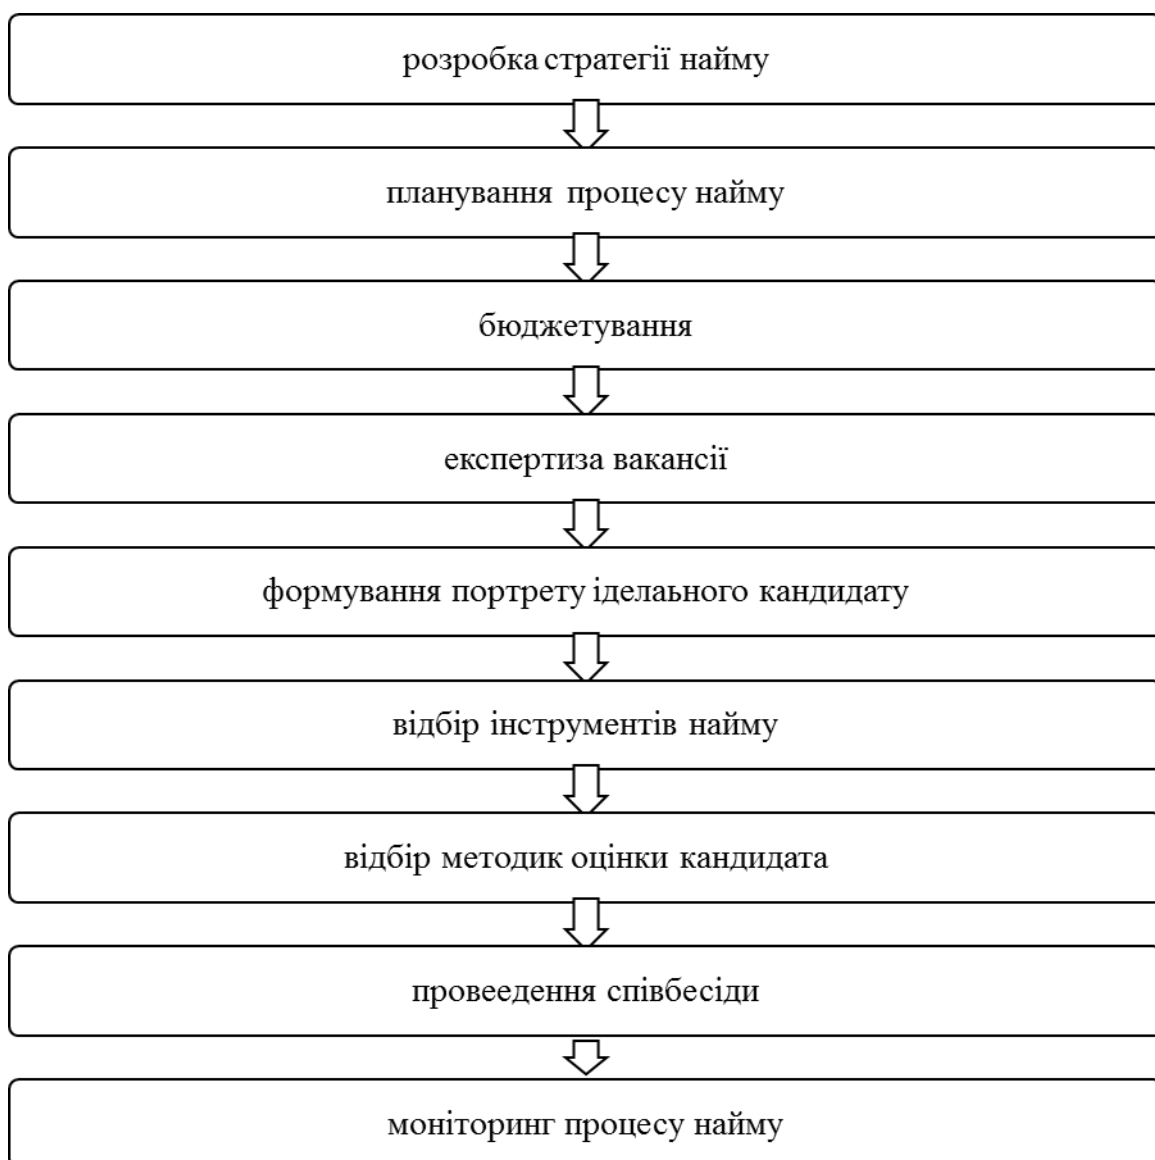 розробка стратегії найму
планування процесу найму
бюджетування
експертиза вакансії
формування портрету іделаьного кандидату
відбір інструментів найму
відбір методик оцінки кандидата
провеедення співбесіди
моніторинг процесу найму